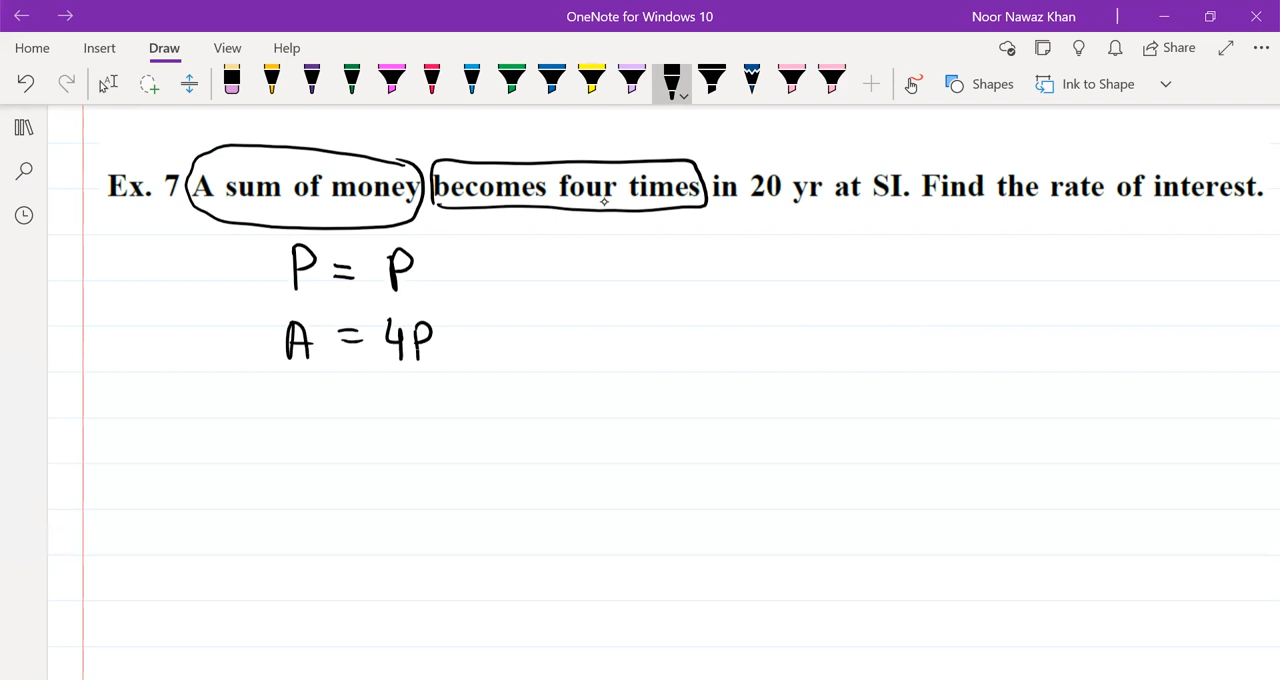 OneNote for Windows 10
Noor Nawaz Khan
Home Insert Draw View Help
Share
Shapes
Ink to Shape
Ex. 7 A sum of money becomes four times in 20 yr at SI. Find the rate of interest.
P = P
A = 4P